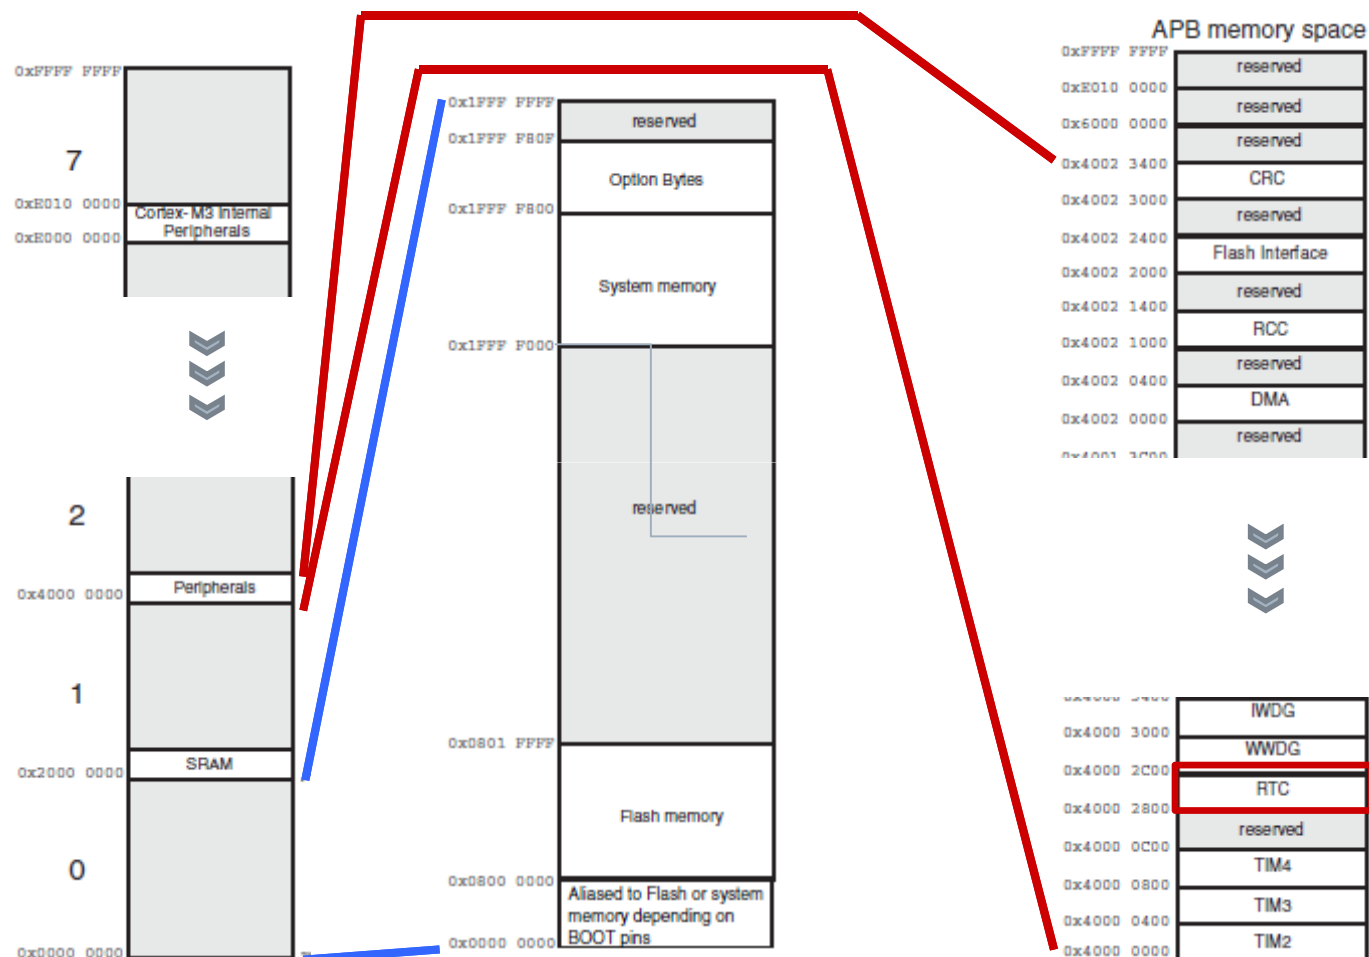 APB memory space
0xFFFF FFFF
7
0xE010 0000
Cortex-M3 Internal
Peripherals
0xE000 0000
2
Peripherals
0x4000 0000
1
SRAM
0x2000 0000
0
0x0000 0000
0x1FFF FFFF
reserved
0x1FFF F80F
Option Bytes
0x1FFF F800
System memory
0x1FFF F000
reserved
0x0801 FFFF
Flash memory
0x0800 0000
Aliased to Flash or system
memory depending on
BOOT pins
0x0000 0000
0xFFFF FFFF
reserved
0xE010 0000
reserved
0x6000 0000
reserved
0x4002 3400
CRC
0x4002 3000
reserved
0x4002 2400
Flash Interface
0x4002 2000
reserved
0x4002 1400
RCC
0x4002 1000
reserved
0x4002 0400
DMA
0x4002 0000
reserved
0x4001 3C00
0x4000 3400
IWDG
0x4000 3000
WWDG
0x4000 2C00
RTC
0x4000 2800
reserved
0x4000 0C00
TIM4
0x4000 0800
TIM3
0x4000 0400
TIM2
0x4000 0000